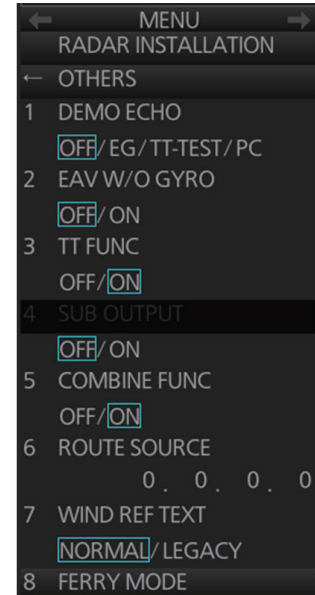 ← MENU →
RADAR INSTALLATION
← OTHERS
1 DEMO ECHO
OFF/EG/TT-TEST/PC
2 EAV W/O GYRO
OFF/ON
3 TT FUNC
OFF/ON
4 SUB OUTPUT
OFF/ON
5 COMBINE FUNC
OFF/ON
6 ROUTE SOURCE
0. 0. 0. 0
7 WIND REF TEXT
NORMAL/LEGACY
8 FERRY MODE